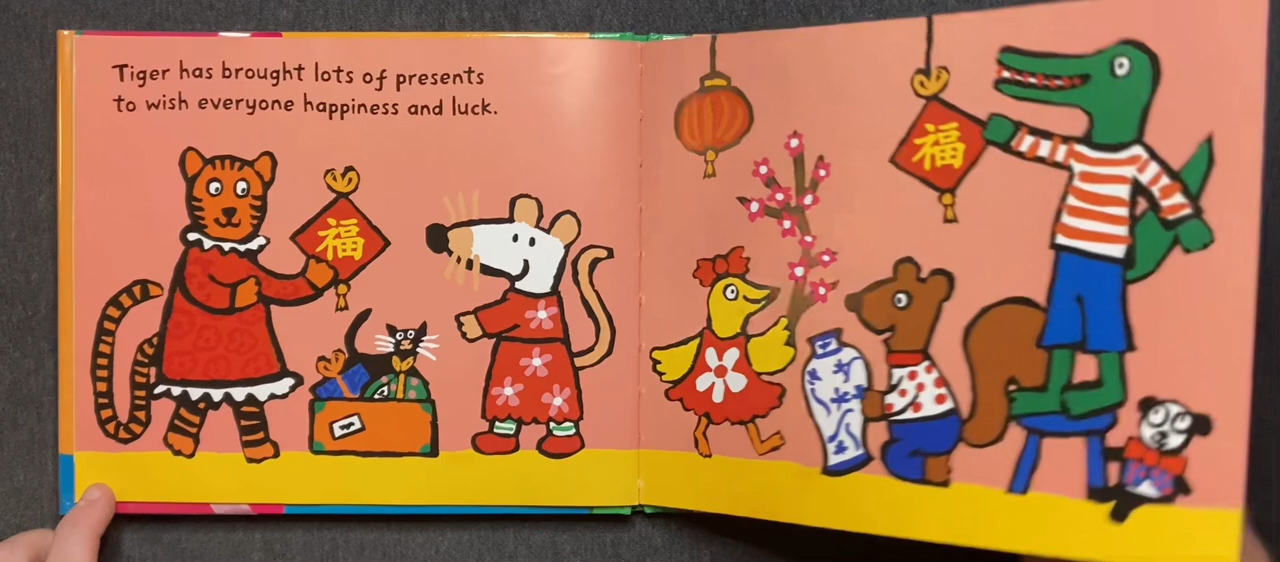 Tiger has brought lots of presents
to wish everyone happiness and luck.
福
福